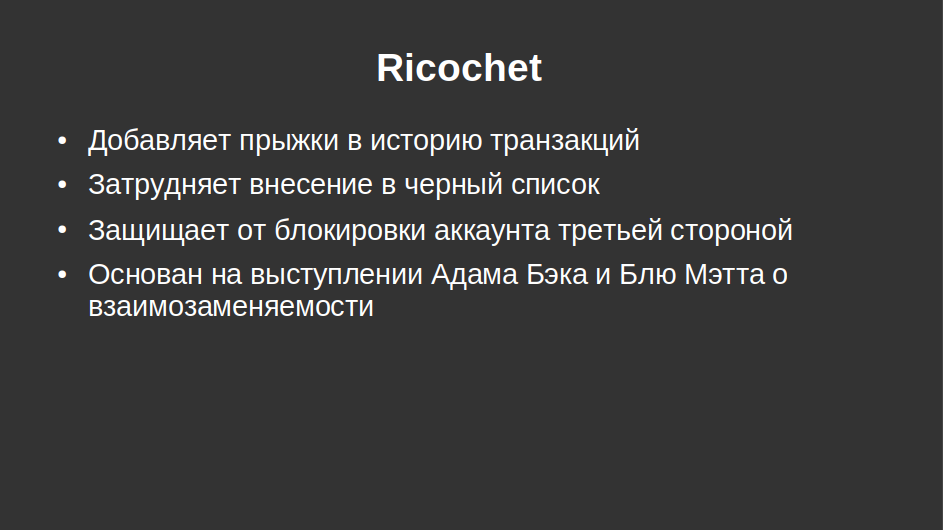 Ricochet
• Добавляет прыжки в историю транзакций
• Затрудняет внесение в черный список
• Защищает от блокировки аккаунта третьей стороной
• Основан на выступлении Адама Бэка и Блю Мэтта о
взаимозаменяемости